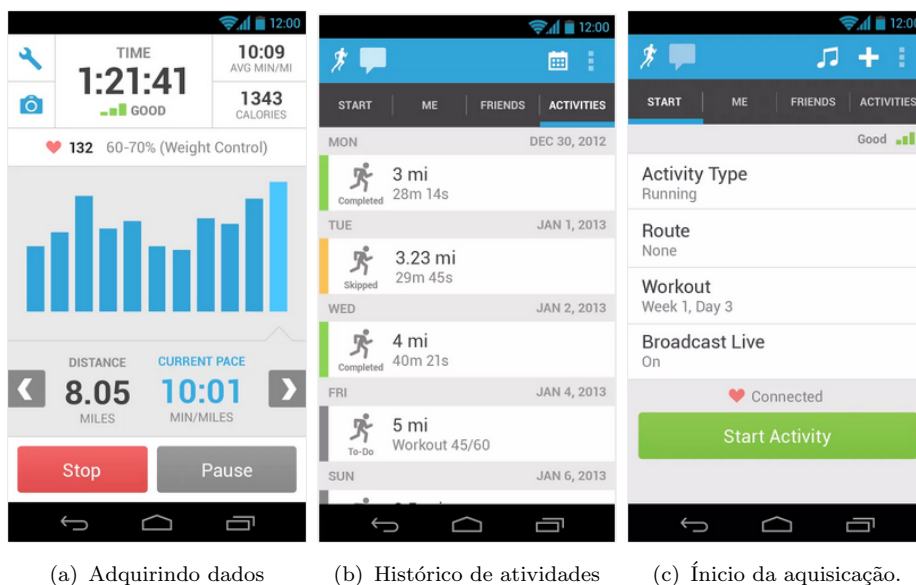 12:00
TIME
1:21:41
GOOD
10:09
AVG MIN/MI
1343
CALORIES
132 60-70% (Weight Control)
DISTANCE
8.05
MILES
CURRENT PACE
10:01
MIN/MILES
Stop
Pause
(a) Adquirindo dados
12:00
START ME FRIENDS ACTIVITIES
MON DEC 30, 2012
3 mi
28m 14s
Completed
TUE JAN 1, 2013
3.23 mi
29m 45s
Skipped
WED JAN 2, 2013
4 mi
40m 21s
Completed
FRI JAN 4, 2013
5 mi
Workout 45/60
To-Do
SUN JAN 6, 2013
(b) Histórico de atividades
12:00
START ME FRIENDS ACTIVITIES
Good
Activity Type
Running
Route
None
Workout
Week 1, Day 3
Broadcast Live
On
Connected
Start Activity
(c) Ínicio da aquisicação.